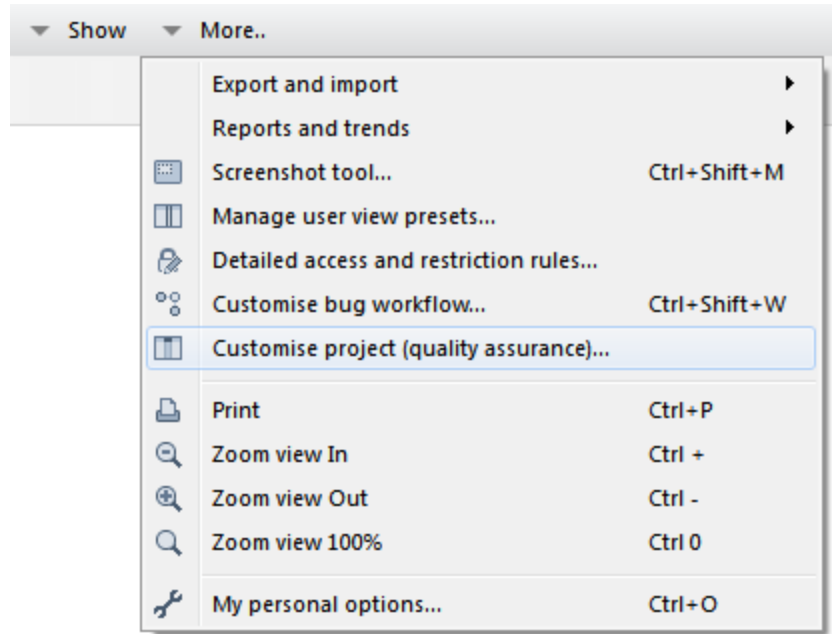 Show More..
Export and import
Reports and trends
Screenshot tool... Ctrl+Shift+M
Manage user view presets...
Detailed access and restriction rules...
Customise bug workflow... Ctrl+Shift+W
Customise project (quality assurance)...
Print Ctrl+P
Zoom view In Ctrl +
Zoom view Out Ctrl -
Zoom view 100% Ctrl 0
My personal options... Ctrl+O